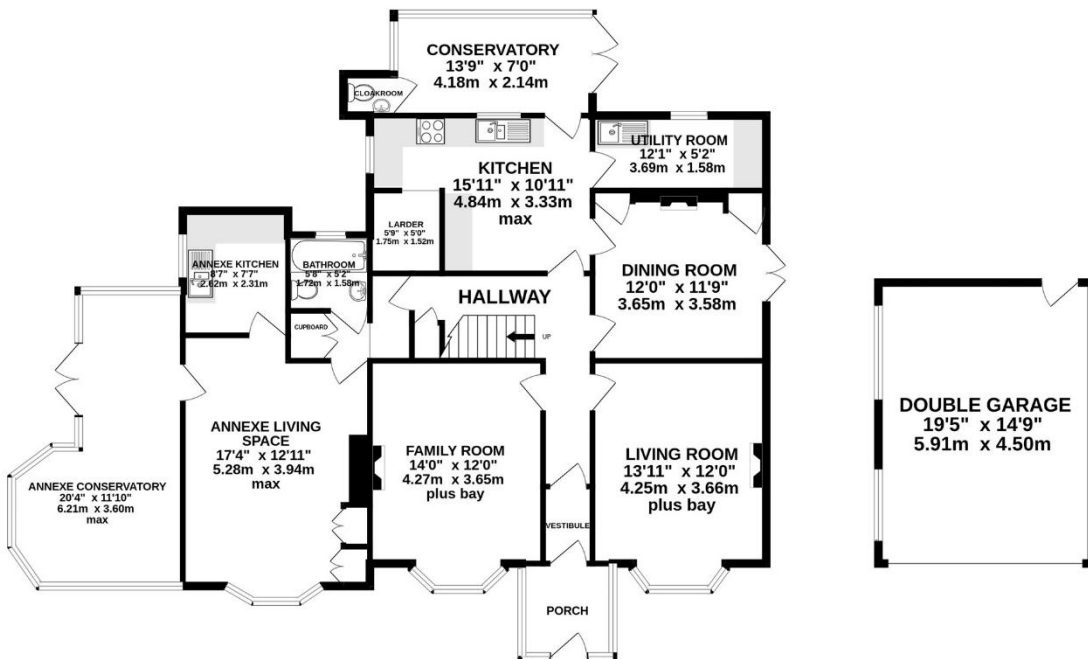 CONSERVATORY
13'9" x 7'0"
4.18m x 2.14m
CLOAKROOM
KITCHEN
15'11" x 10'11"
4.84m x 3.33m
max
UTILITY ROOM
12'1" x 5'2"
3.69m x 1.58m
LARDER
5'9" x 5'0"
1.75m x 1.52m
ANNEXE KITCHEN
8'7" x 7'7"
2.62m x 2.31m
BATHROOM
5'8" x 5'2"
1.72m x 1.58m
CUPBOARD
HALLWAY
UP
DINING ROOM
12'0" x 11'9"
3.65m x 3.58m
ANNEXE LIVING
SPACE
17'4" x 12'11"
5.28m x 3.94m
max
ANNEXE CONSERVATORY
20'4" x 11'10"
6.21m x 3.60m
max
FAMILY ROOM
14'0" x 12'0"
4.27m x 3.65m
plus bay
LIVING ROOM
13'11" x 12'0"
4.25m x 3.66m
plus bay
VESTIBULE
PORCH
DOUBLE GARAGE
19'5" x 14'9"
5.91m x 4.50m